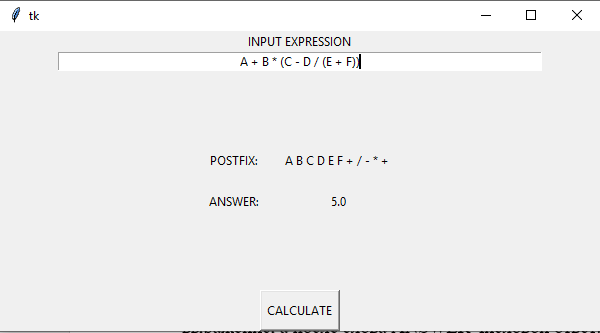 tk
INPUT EXPRESSION
A + B * (C - D / (E + F))
POSTFIX: A B C D E F + / - * +
ANSWER: 5.0
CALCULATE